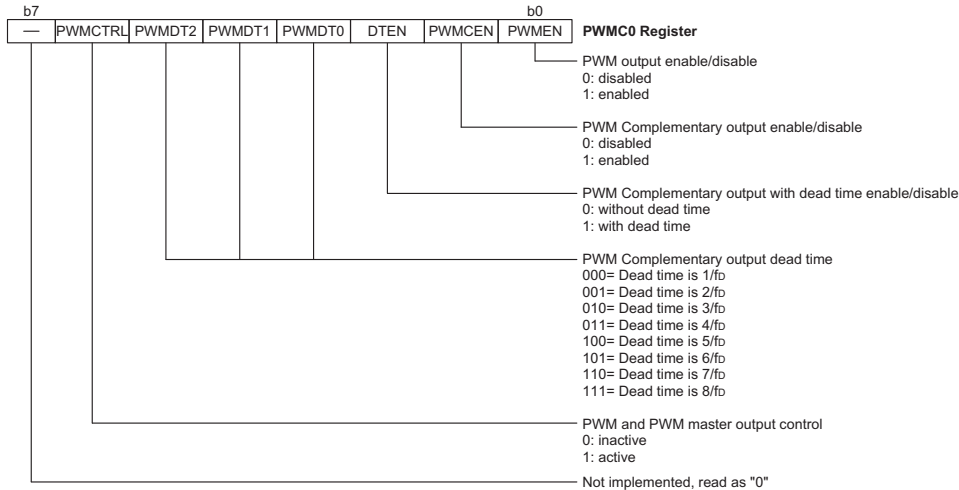 b7 b0
— PWMCTRL PWMDT2 PWMDT1 PWMDT0 DTEN PWMCEN PWMEN PWMC0 Register
PWM output enable/disable
0: disabled
1: enabled
PWM Complementary output enable/disable
0: disabled
1: enabled
PWM Complementary output with dead time enable/disable
0: without dead time
1: with dead time
PWM Complementary output dead time
000= Dead time is 1/fD
001= Dead time is 2/fD
010= Dead time is 3/fD
011= Dead time is 4/fD
100= Dead time is 5/fD
101= Dead time is 6/fD
110= Dead time is 7/fD
111= Dead time is 8/fD
PWM and PWM master output control
0: inactive
1: active
Not implemented, read as "0"